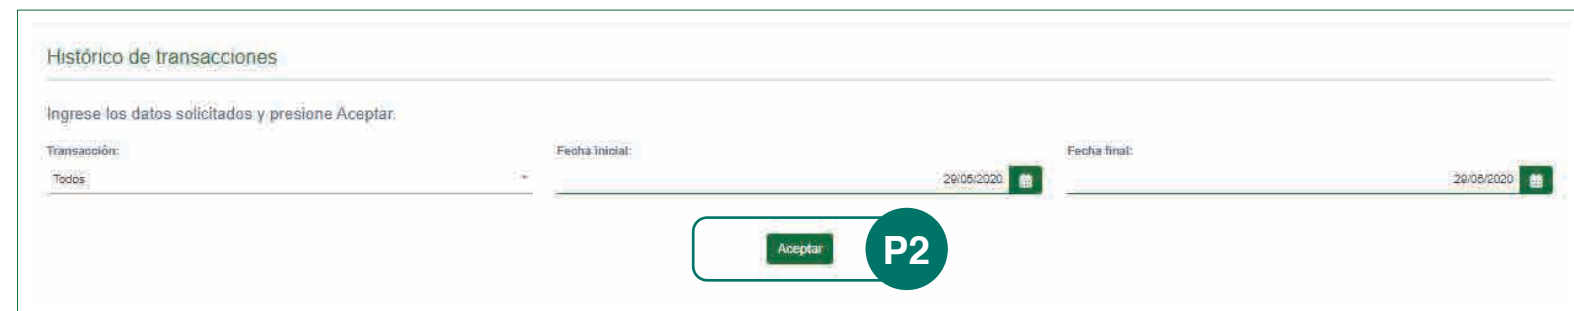 Histórico de transacciones
Ingrese los datos solicitados y presione Aceptar.
Transacción: Fecha Inicial: Fecha final:
Todos 29/05/2020 29/06/2020
Aceptar P2